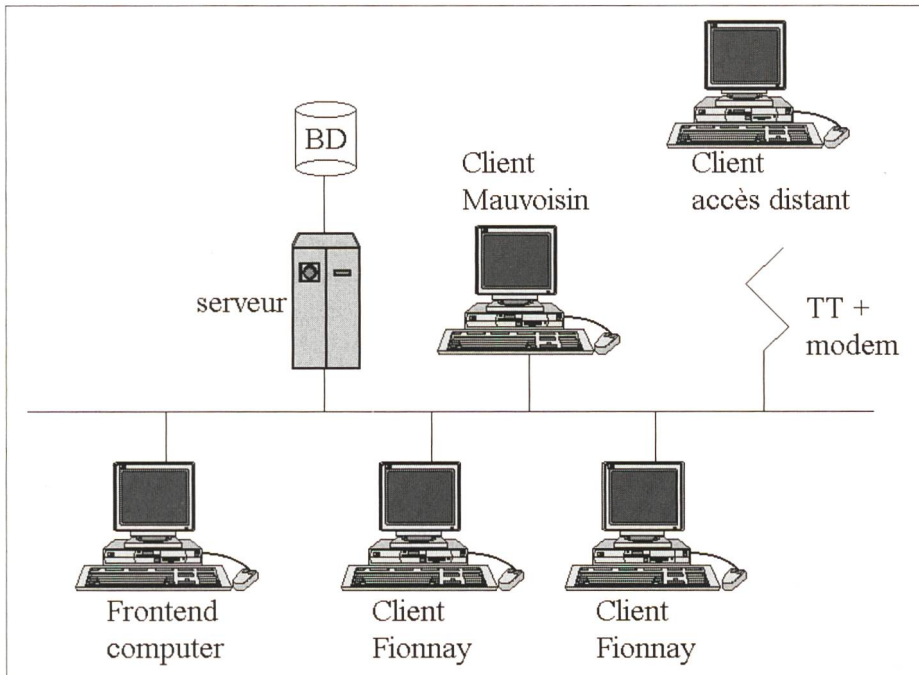 BD
Client
accès distant
Client
Mauvoisin
serveur
TT +
modem
Frontend
computer
Client
Fionnay
Client
Fionnay